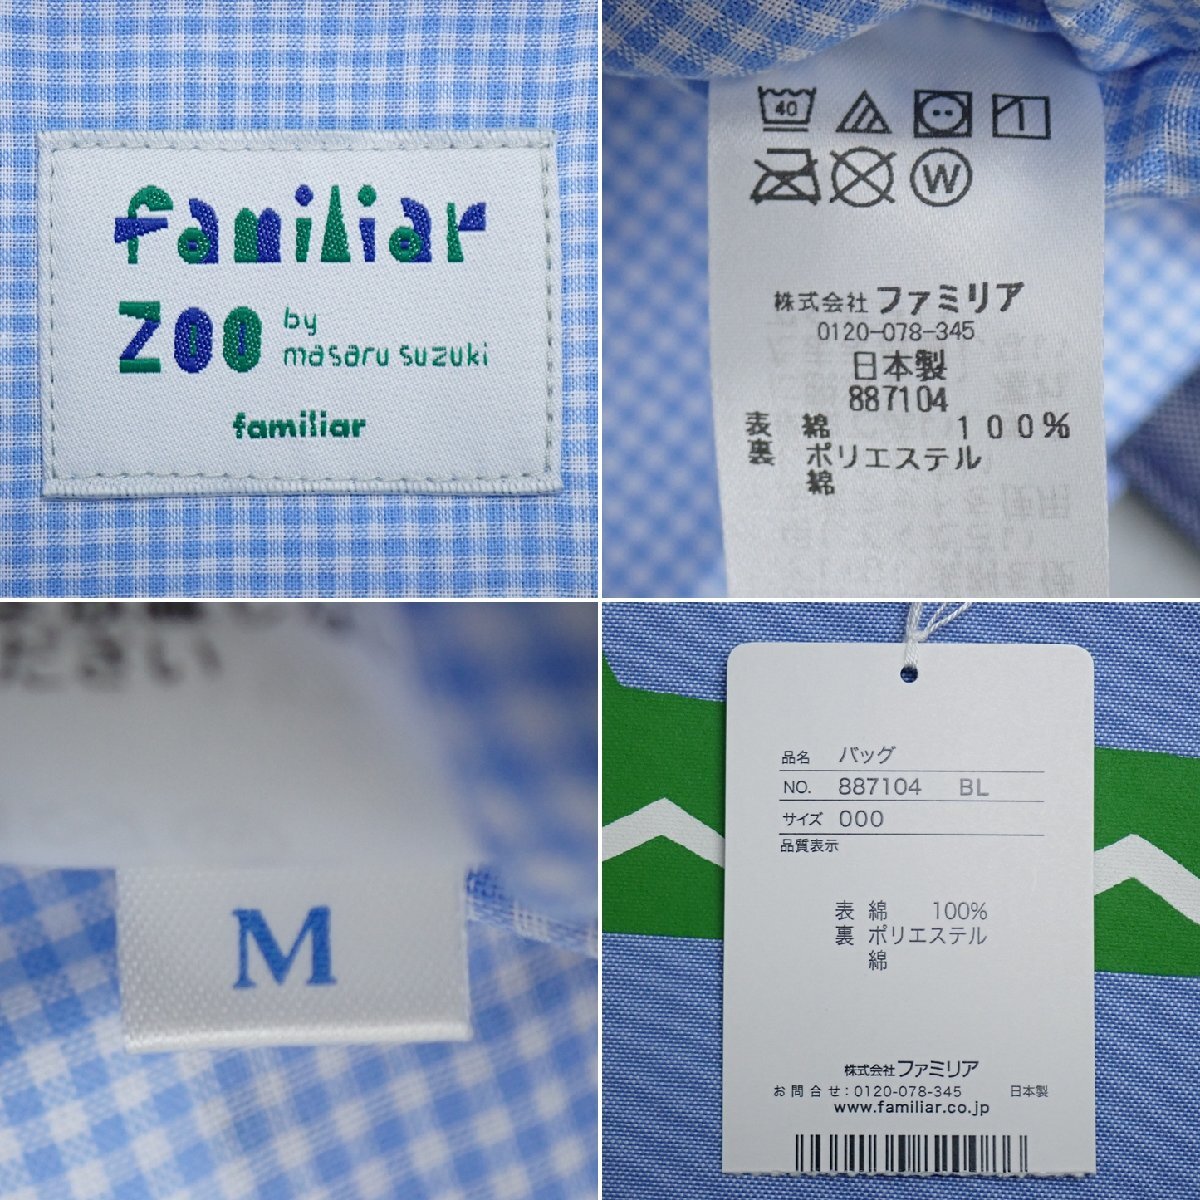 familiar
ZOO by
masaru suzuki
familiar
40
W
株式会社 ファミリア
0120-078-345
日本製
887104
表 綿 100%
裏 ポリエステル
綿
ださい
M
品名 バッグ
NO. 887104 BL
サイズ 000
品質表示
表 綿 100%
裏 ポリエステル
綿
株式会社ファミリア
お問合せ:0120-078-345 日本製
www.familiar.co.jp